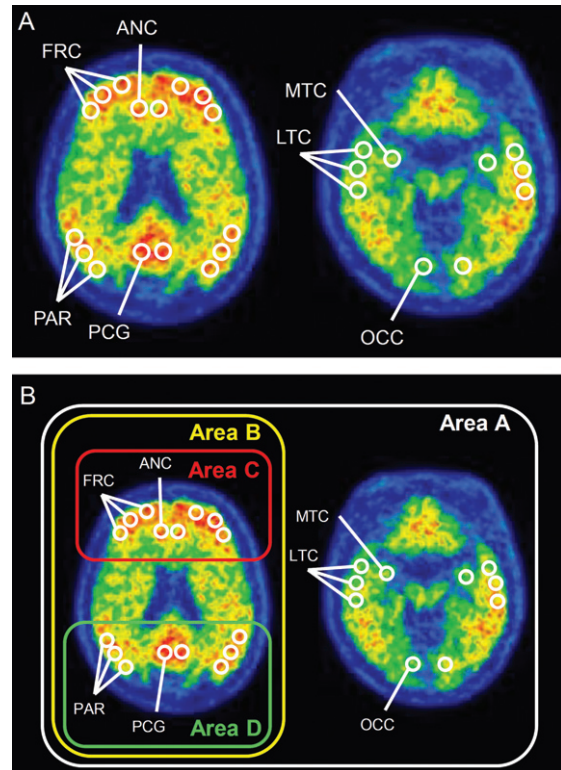 A
ANC
FRC
MTC
LTC
PAR
PCG
OCC
B
Area A
Area B
ANC
Area C
FRC
MTC
LTC
PAR
PCG
Area D
OCC